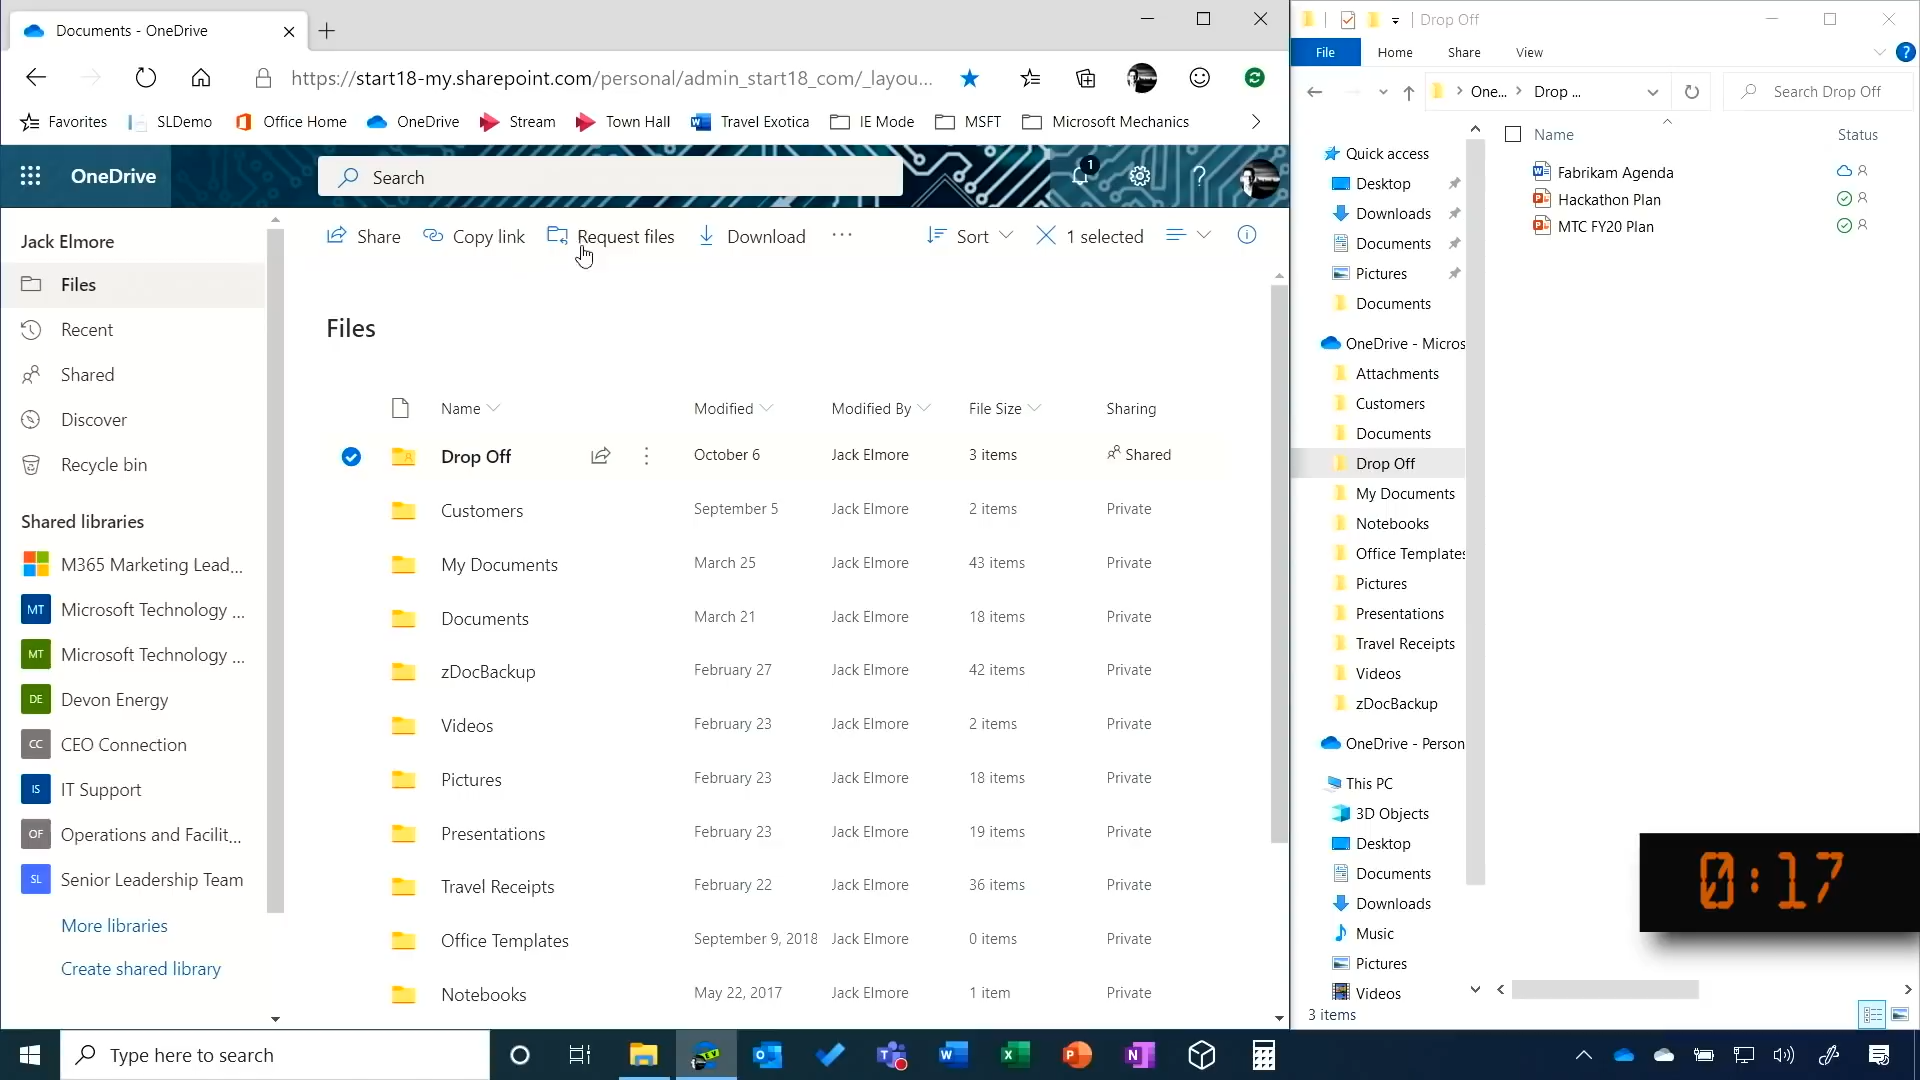 Documents - OneDrive
https://start18-my.sharepoint.com/personal/admin_start18_com/_layou...
Favorites
SLDemo
Office Home
OneDrive
Stream
Town Hall
Travel Exotica
IE Mode
MSFT
Microsoft Mechanics
OneDrive
Search
1
Jack Elmore
Files
Recent
Shared
Discover
Recycle bin
Shared libraries
M365 Marketing Lead...
MT Microsoft Technology ...
MT Microsoft Technology ...
DE Devon Energy
CC CEO Connection
IS IT Support
OF Operations and Facilit...
SL Senior Leadership Team
More libraries
Create shared library
Share
Copy link
Request files
Download
Sort
1 selected
Files
Name Modified Modified By File Size Sharing
Drop Off October 6 Jack Elmore 3 items Shared
Customers September 5 Jack Elmore 2 items Private
My Documents March 25 Jack Elmore 43 items Private
Documents March 21 Jack Elmore 18 items Private
zDocBackup February 27 Jack Elmore 42 items Private
Videos February 23 Jack Elmore 2 items Private
Pictures February 23 Jack Elmore 18 items Private
Presentations February 23 Jack Elmore 19 items Private
Travel Receipts February 22 Jack Elmore 36 items Private
Office Templates September 9, 2018 Jack Elmore 0 items Private
Notebooks May 22, 2017 Jack Elmore 1 item Private
Drop Off
File Home Share View
One... Drop ...
Search Drop Off
Quick access
Desktop
Downloads
Documents
Pictures
Documents
OneDrive - Micros
Attachments
Customers
Documents
Drop Off
My Documents
Notebooks
Office Templates
Pictures
Presentations
Travel Receipts
Videos
zDocBackup
OneDrive - Person
This PC
3D Objects
Desktop
Documents
Downloads
Music
Pictures
Videos
Name Status
Fabrikam Agenda
Hackathon Plan
MTC FY20 Plan
3 items
0:17
Type here to search